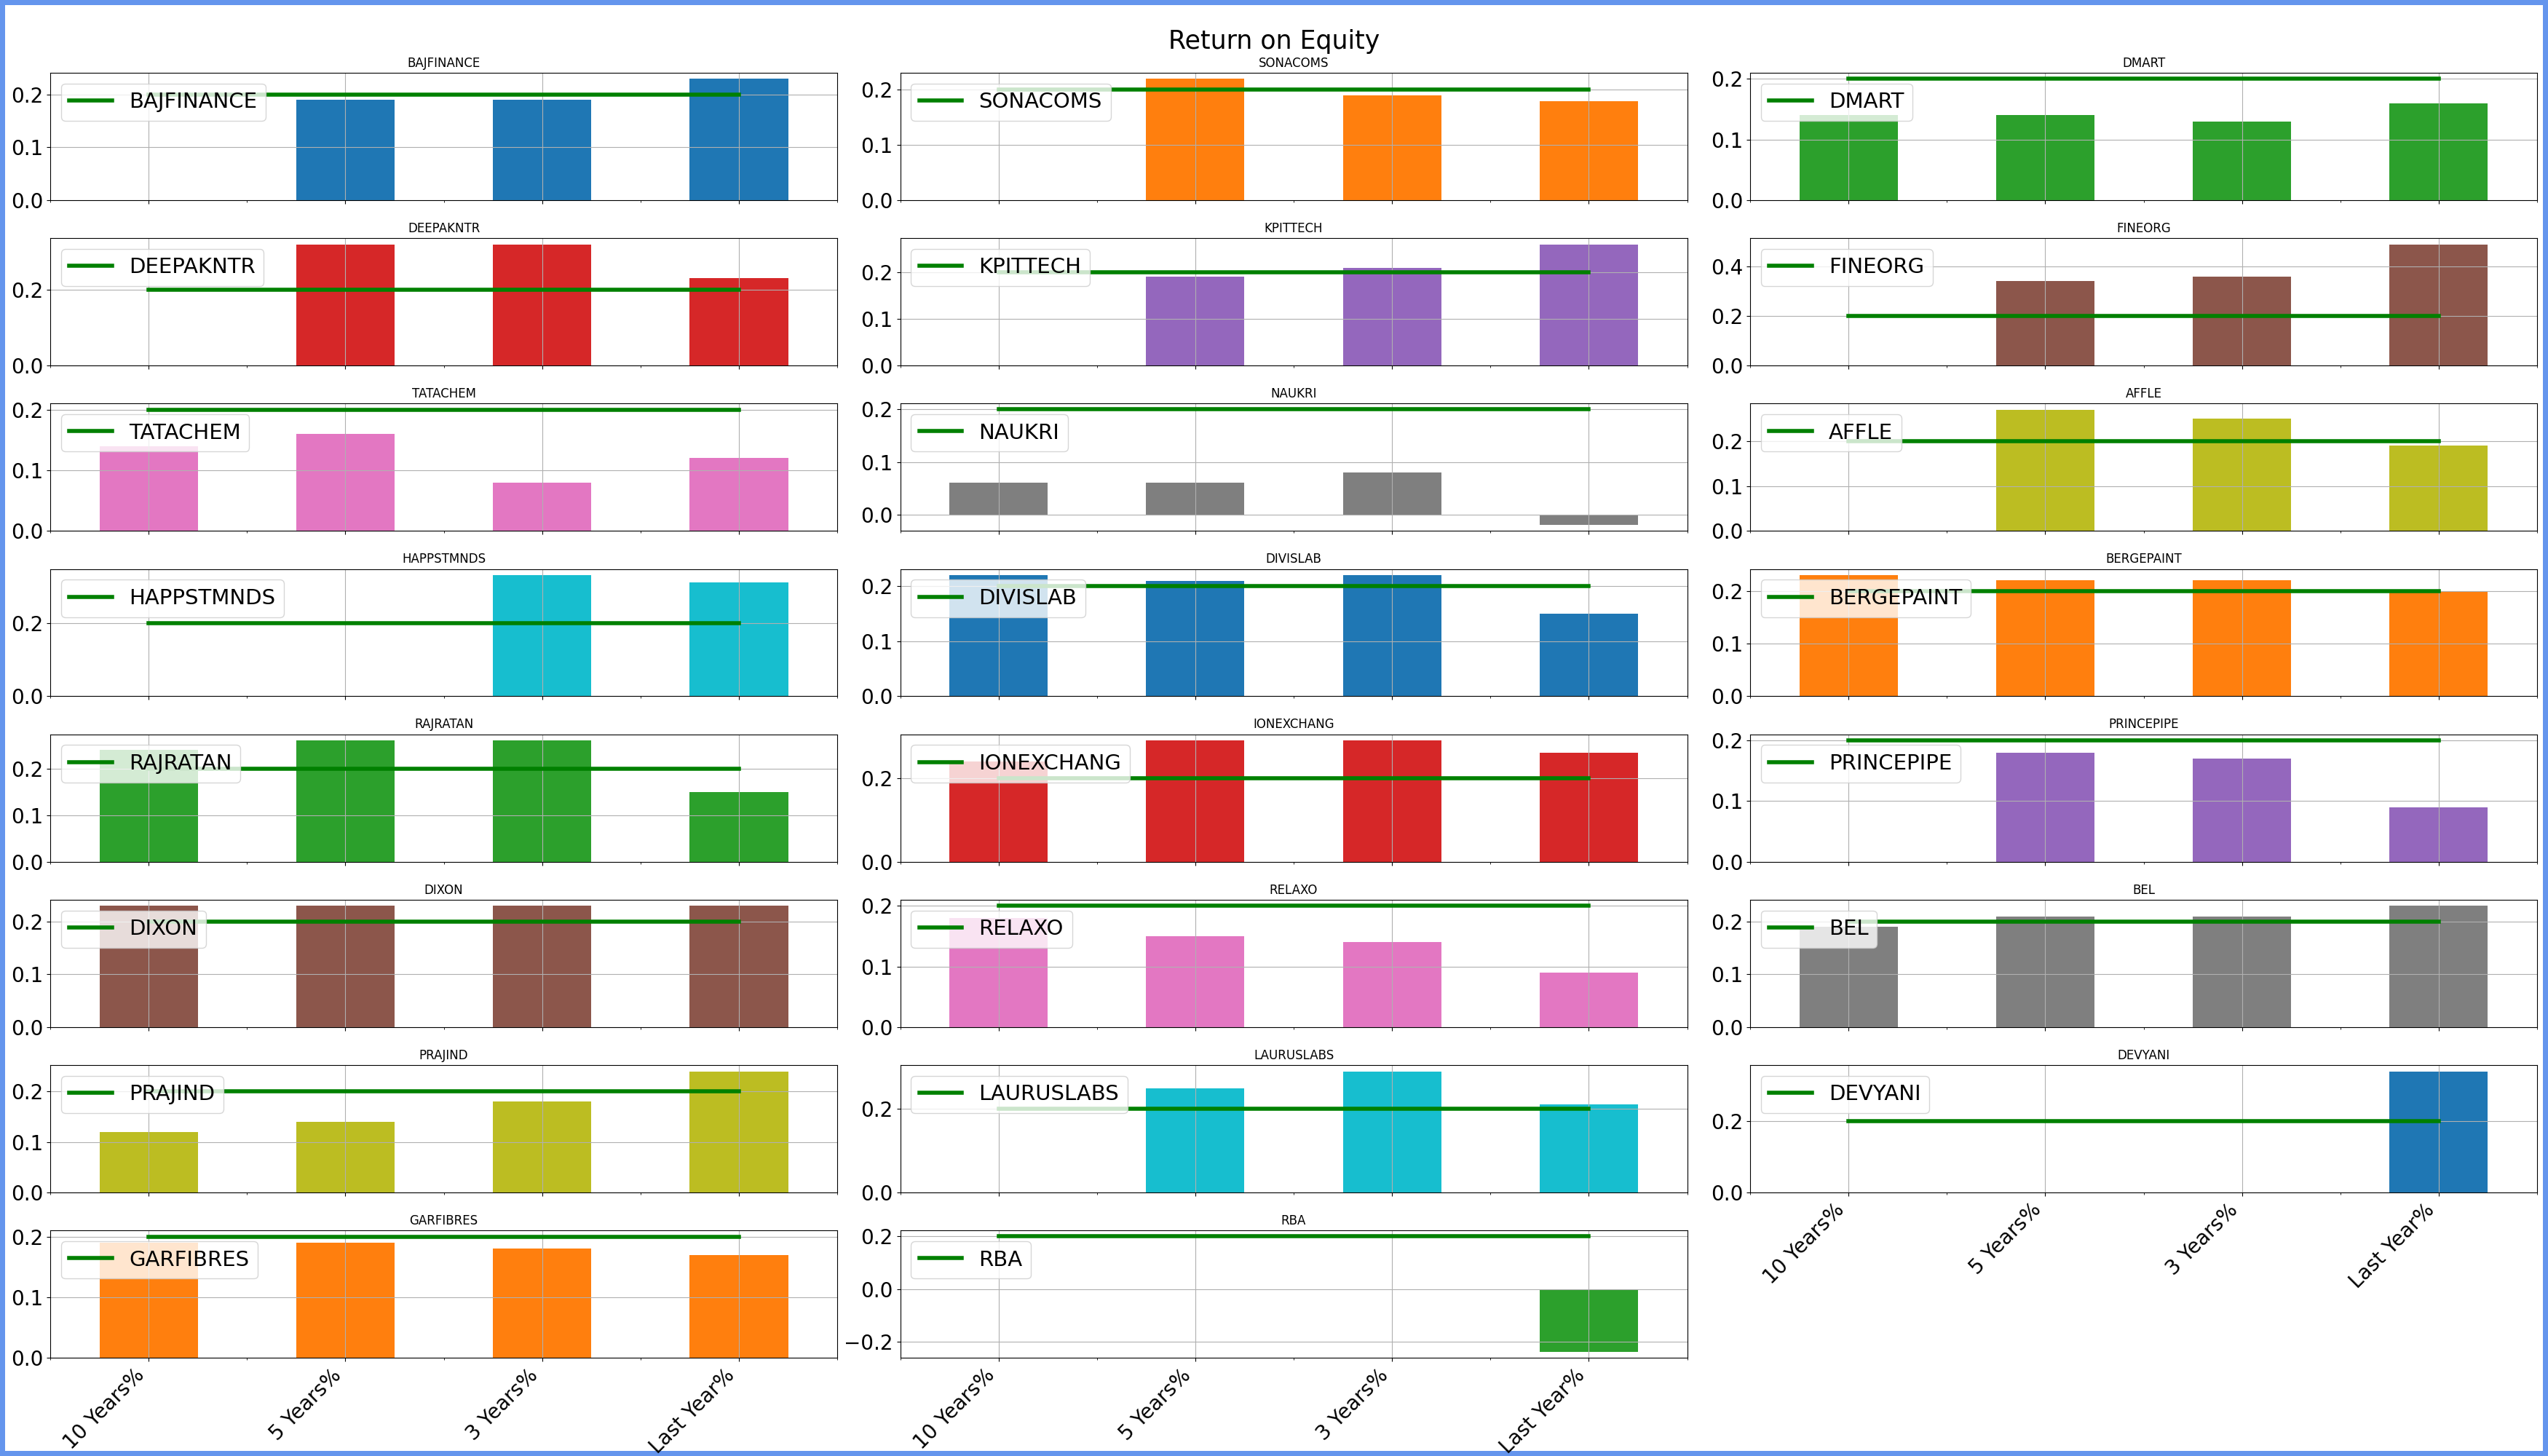 Return on Equity
BAJFINANCE
SONACOMS
DMART
0.2
0.1
0.0
BAJFINANCE
0.2
0.1
0.0
SONACOMS
0.2
0.1
0.0
DMART
DEEPAKNTR
KPITTECH
FINEORG
0.2
0.0
DEEPAKNTR
0.2
0.1
0.0
KPITTECH
0.4
0.2
0.0
FINEORG
TATACHEM
NAUKRI
AFFLE
0.2
0.1
0.0
TATACHEM
0.2
0.1
0.0
NAUKRI
0.2
0.1
0.0
AFFLE
HAPPSTMNDS
DIVISLAB
BERGEPAINT
0.2
0.0
HAPPSTMNDS
0.2
0.1
0.0
DIVISLAB
0.2
0.1
0.0
BERGEPAINT
RAJRATAN
IONEXCHANG
PRINCEPIPE
0.2
0.1
0.0
RAJRATAN
0.2
0.0
IONEXCHANG
0.2
0.1
0.0
PRINCEPIPE
DIXON
RELAXO
BEL
0.2
0.1
0.0
DIXON
0.2
0.1
0.0
RELAXO
0.2
0.1
0.0
BEL
PRAJIND
LAURUSLABS
DEVYANI
0.2
0.1
0.0
PRAJIND
0.2
0.0
LAURUSLABS
0.2
0.0
DEVYANI
10 Years%
5 Years%
3 Years%
Last Year%
GARFIBRES
RBA
0.2
0.1
0.0
GARFIBRES
0.2
0.0
−0.2
RBA
10 Years%
5 Years%
3 Years%
Last Year%
10 Years%
5 Years%
3 Years%
Last Year%